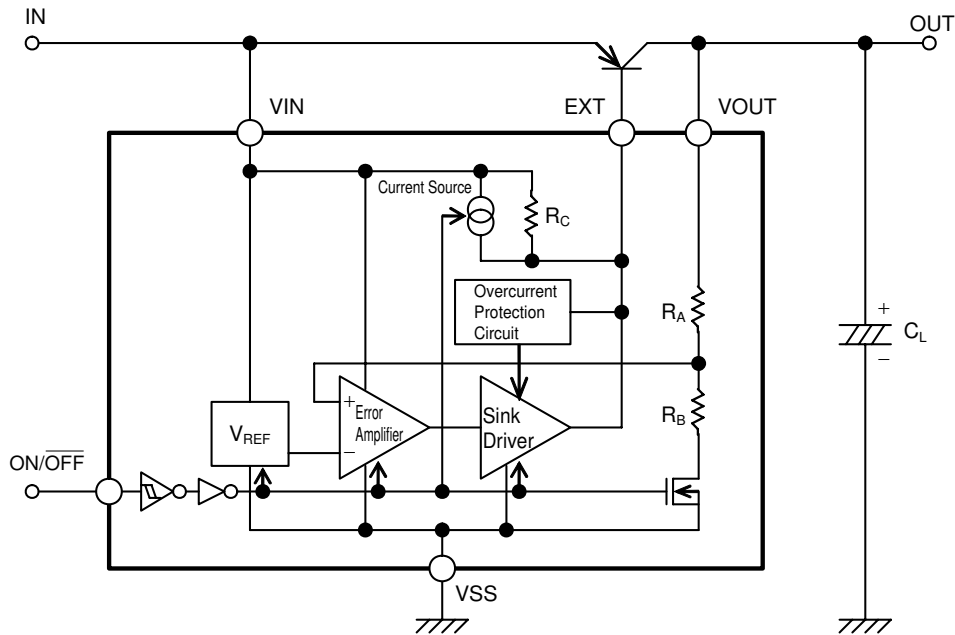 IN
OUT
VIN
EXT
VOUT
Current Source
RC
Overcurrent
Protection
Circuit
RA
+
CL
−
RB
+
Error
Amplifier
−
Sink
Driver
VREF
ON/OFF
VSS